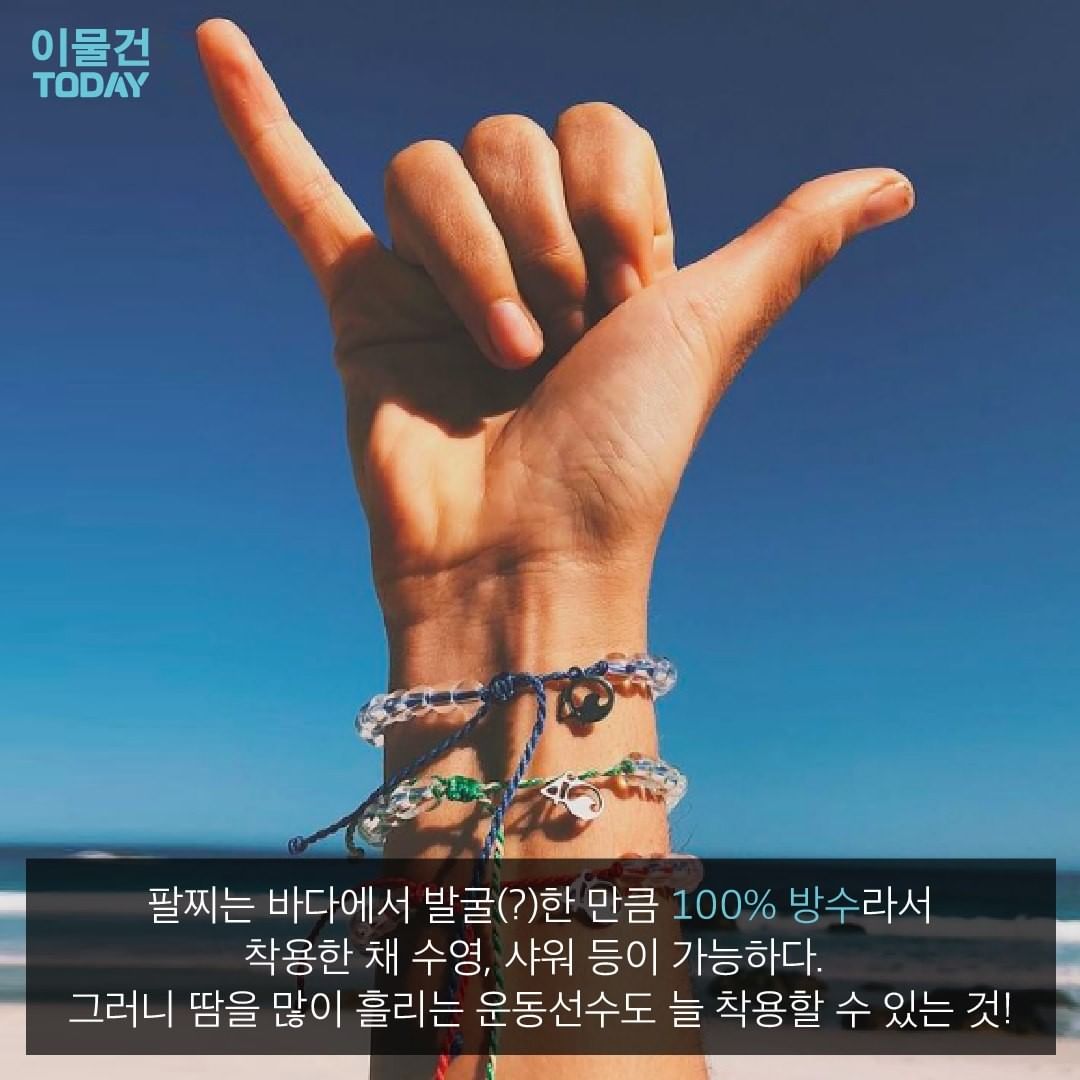 이물건
TODAY
팔찌는 바다에서 발굴(?)한 만큼 100% 방수라서
착용한 채 수영, 샤워 등이 가능하다.
그러니 땀을 많이 흘리는 운동선수도 늘 착용할 수 있는 것!